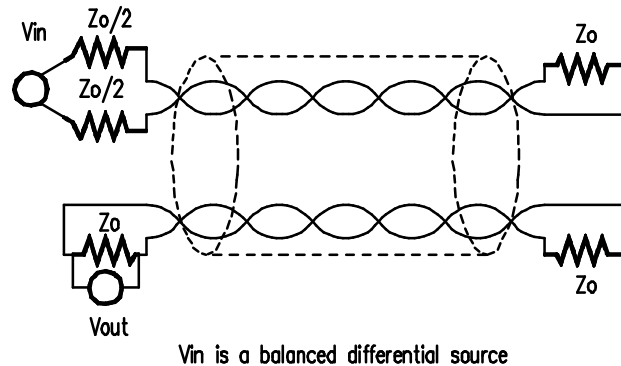 Vin
Zo/2
Zo/2
Zo
Zo
Vout
Zo
Vin is a balanced differential source